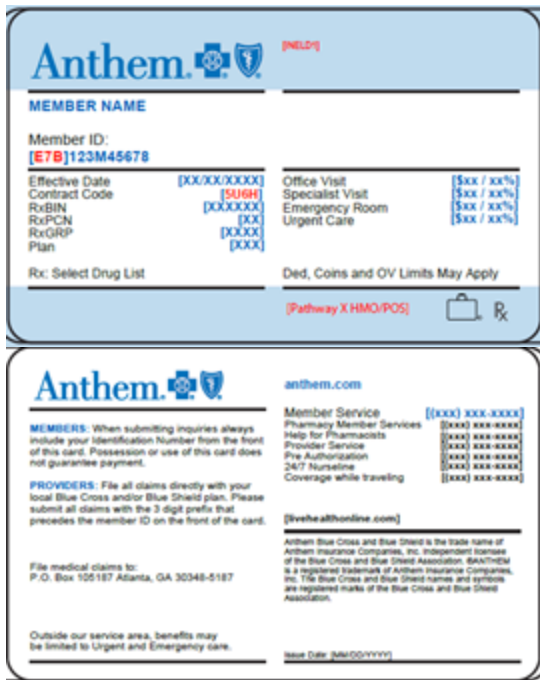 Anthem.
[INELD1]
MEMBER NAME
Member ID:
[E7B]123M45678
Effective Date [XX/XX/XXXX]
Contract Code [5U6H]
RxBIN [XXXXXX]
RxPCN [XX]
RxGRP [XXXX]
Plan [XXX]
Rx: Select Drug List
Office Visit [$xx / xx%]
Specialist Visit [$xx / xx%]
Emergency Room [$xx / xx%]
Urgent Care [$xx / xx%]
Ded, Coins and OV Limits May Apply
[Pathway X HMO/POS]
Rx
Anthem.
MEMBERS: When submitting inquiries always
include your Identification Number from the front
of this card. Possession or use of this card does
not guarantee payment.
PROVIDERS: File all claims directly with your
local Blue Cross and/or Blue Shield plan. Please
submit all claims with the 3 digit prefix that
precedes the member ID on the front of the card.
File medical claims to:
P.O. Box 105187 Atlanta, GA 30348-5187
Outside our service area, benefits may
be limited to Urgent and Emergency care.
anthem.com
Member Service [(xxx) xxx-xxxx]
Pharmacy Member Services [(xxx) xxx-xxxx]
Help for Pharmacists [(xxx) xxx-xxxx]
Provider Service [(xxx) xxx-xxxx]
Pre Authorization [(xxx) xxx-xxxx]
24/7 Nurseline [(xxx) xxx-xxxx]
Coverage while traveling [(xxx) xxx-xxxx]
[livehealthonline.com]
Anthem Blue Cross and Blue Shield is the trade name of
Anthem Insurance Companies, Inc. Independent licensee
of the Blue Cross and Blue Shield Association. ®ANTHEM
is a registered trademark of Anthem Insurance Companies,
Inc. The Blue Cross and Blue Shield names and symbols
are registered marks of the Blue Cross and Blue Shield
Association.
Issue Date: [MM/DD/YYYY]